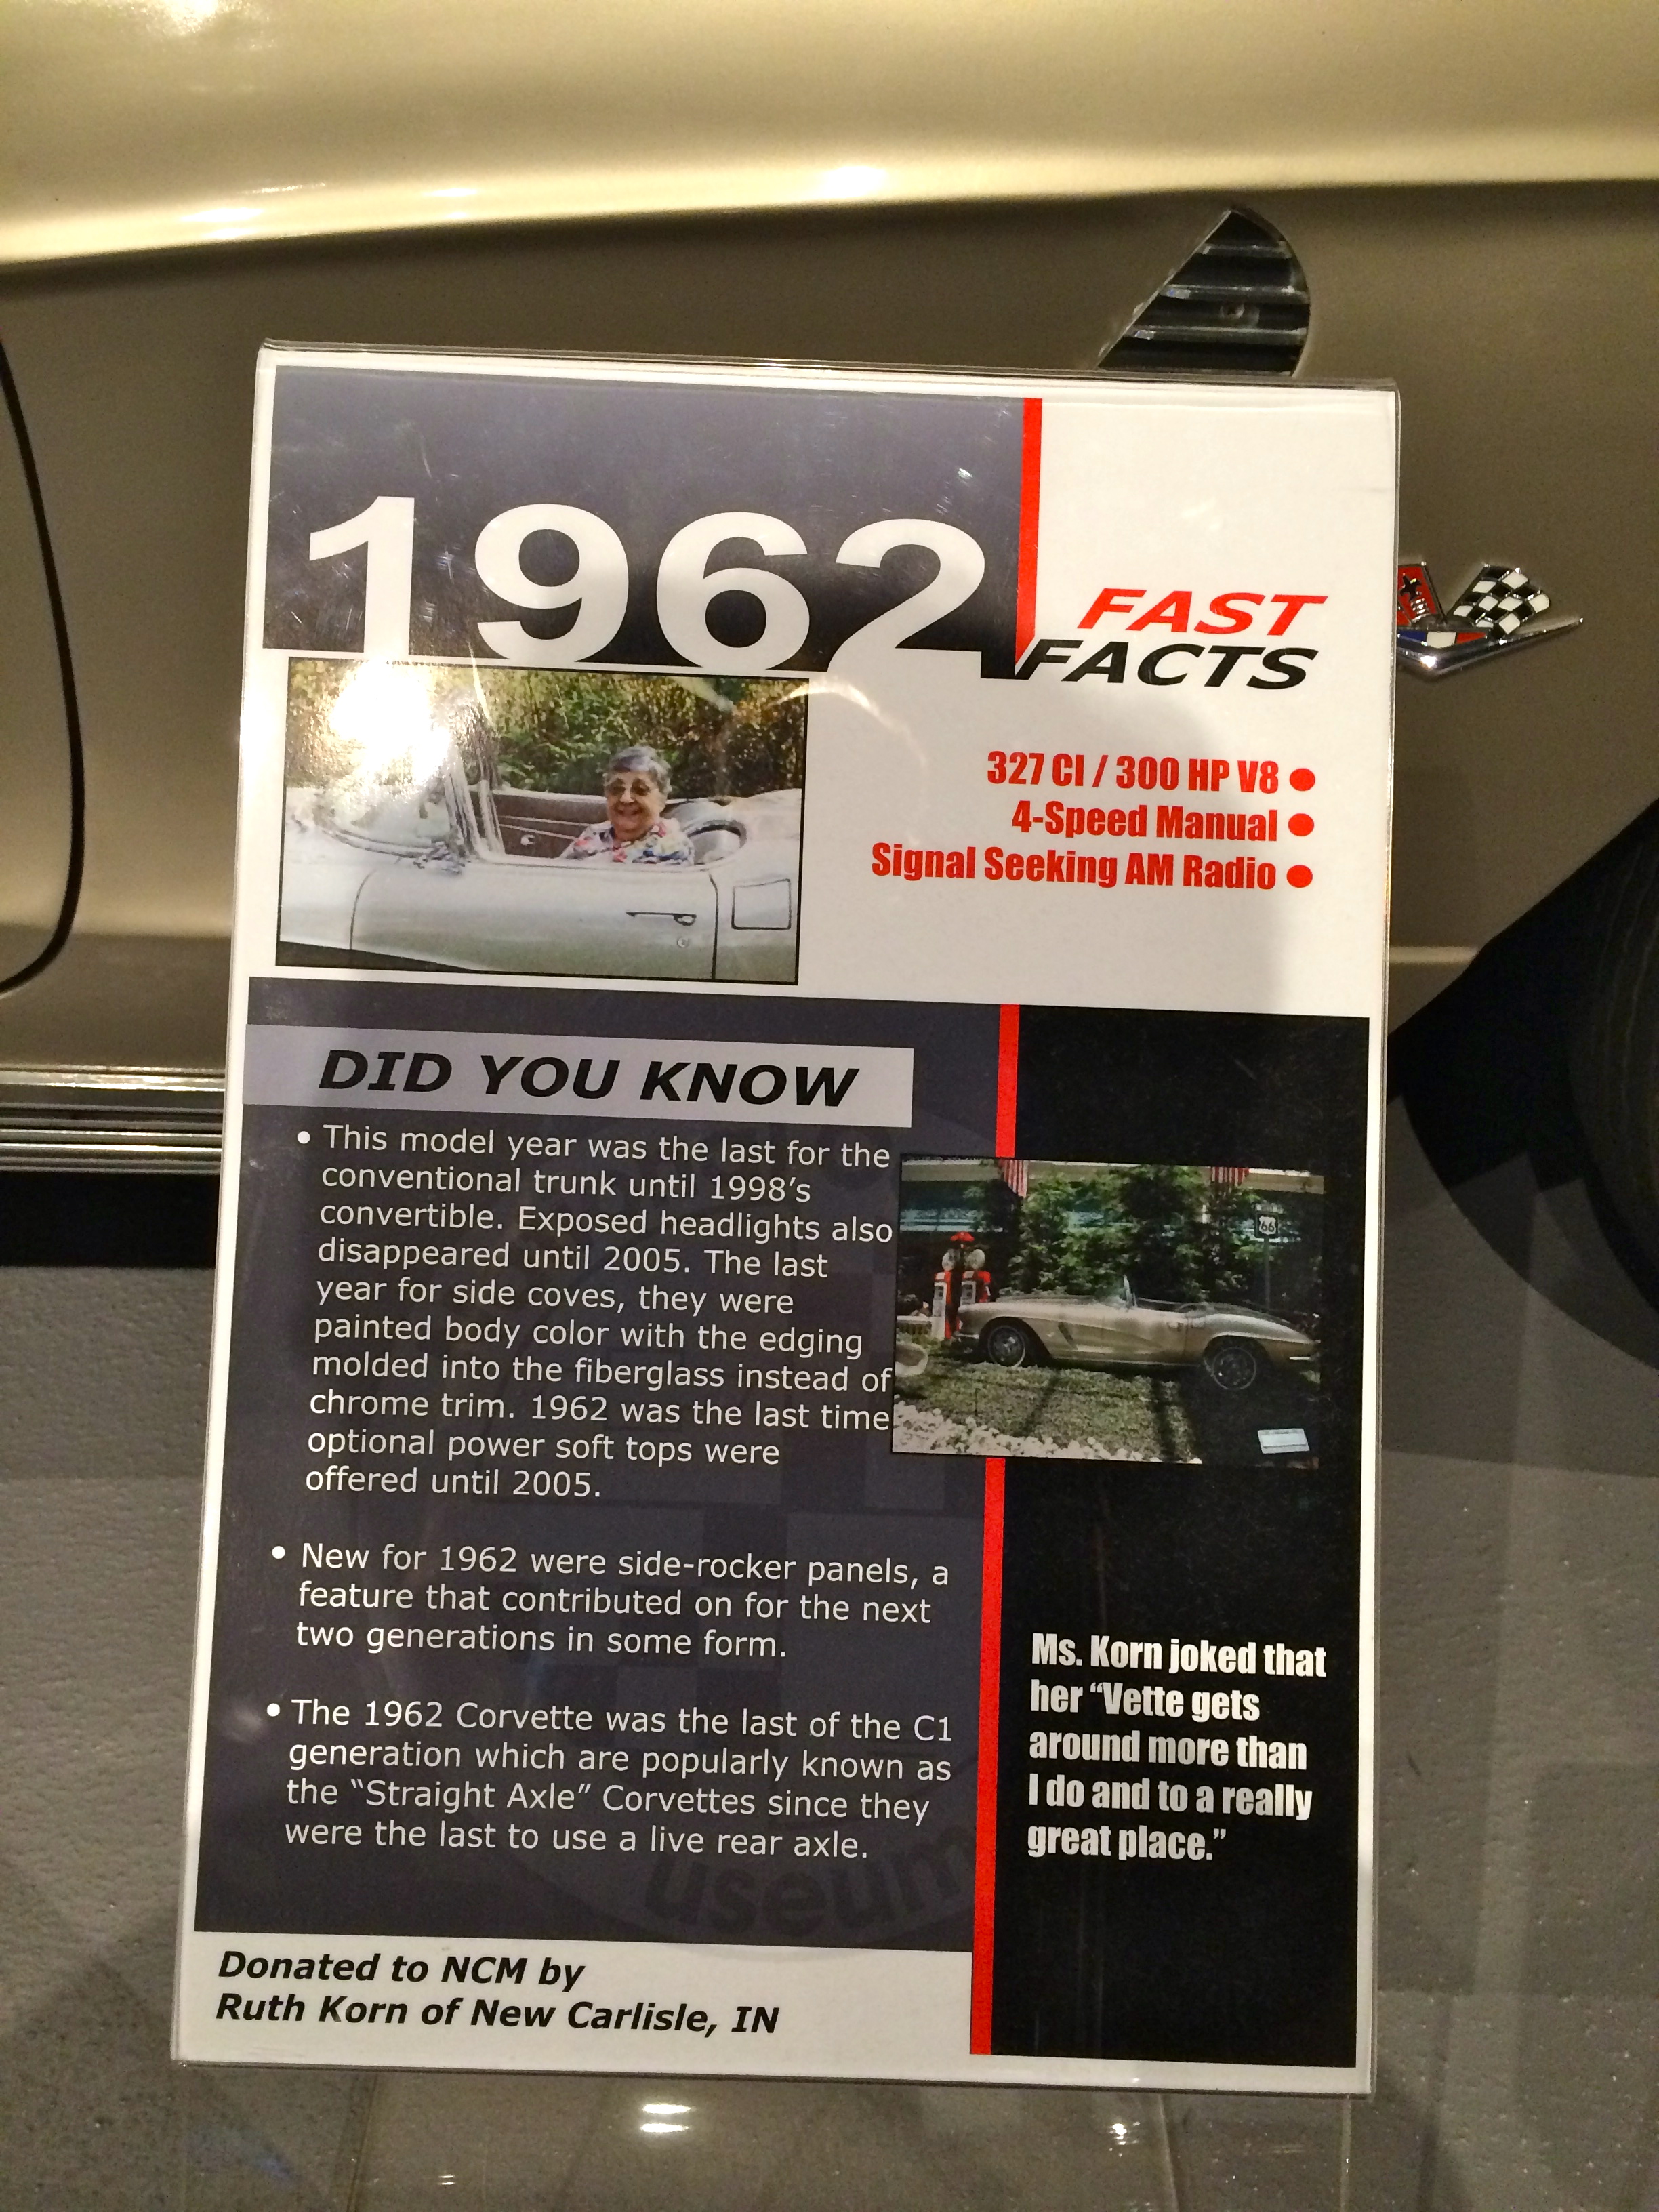 1962
FAST
FACTS
327 CI / 300 HP V8 ●
4-Speed Manual ●
Signal Seeking AM Radio ●
DID YOU KNOW
• This model year was the last for the
conventional trunk until 1998's
convertible. Exposed headlights also
disappeared until 2005. The last
year for side coves, they were
painted body color with the edging
molded into the fiberglass instead of
chrome trim. 1962 was the last time
optional power soft tops were
offered until 2005.
• New for 1962 were side-rocker panels, a
feature that contributed on for the next
two generations in some form.
• The 1962 Corvette was the last of the C1
generation which are popularly known as
the “Straight Axle” Corvettes since they
were the last to use a live rear axle.
useum
66
Ms. Korn joked that
her “Vette gets
around more than
I do and to a really
great place.”
Donated to NCM by
Ruth Korn of New Carlisle, IN